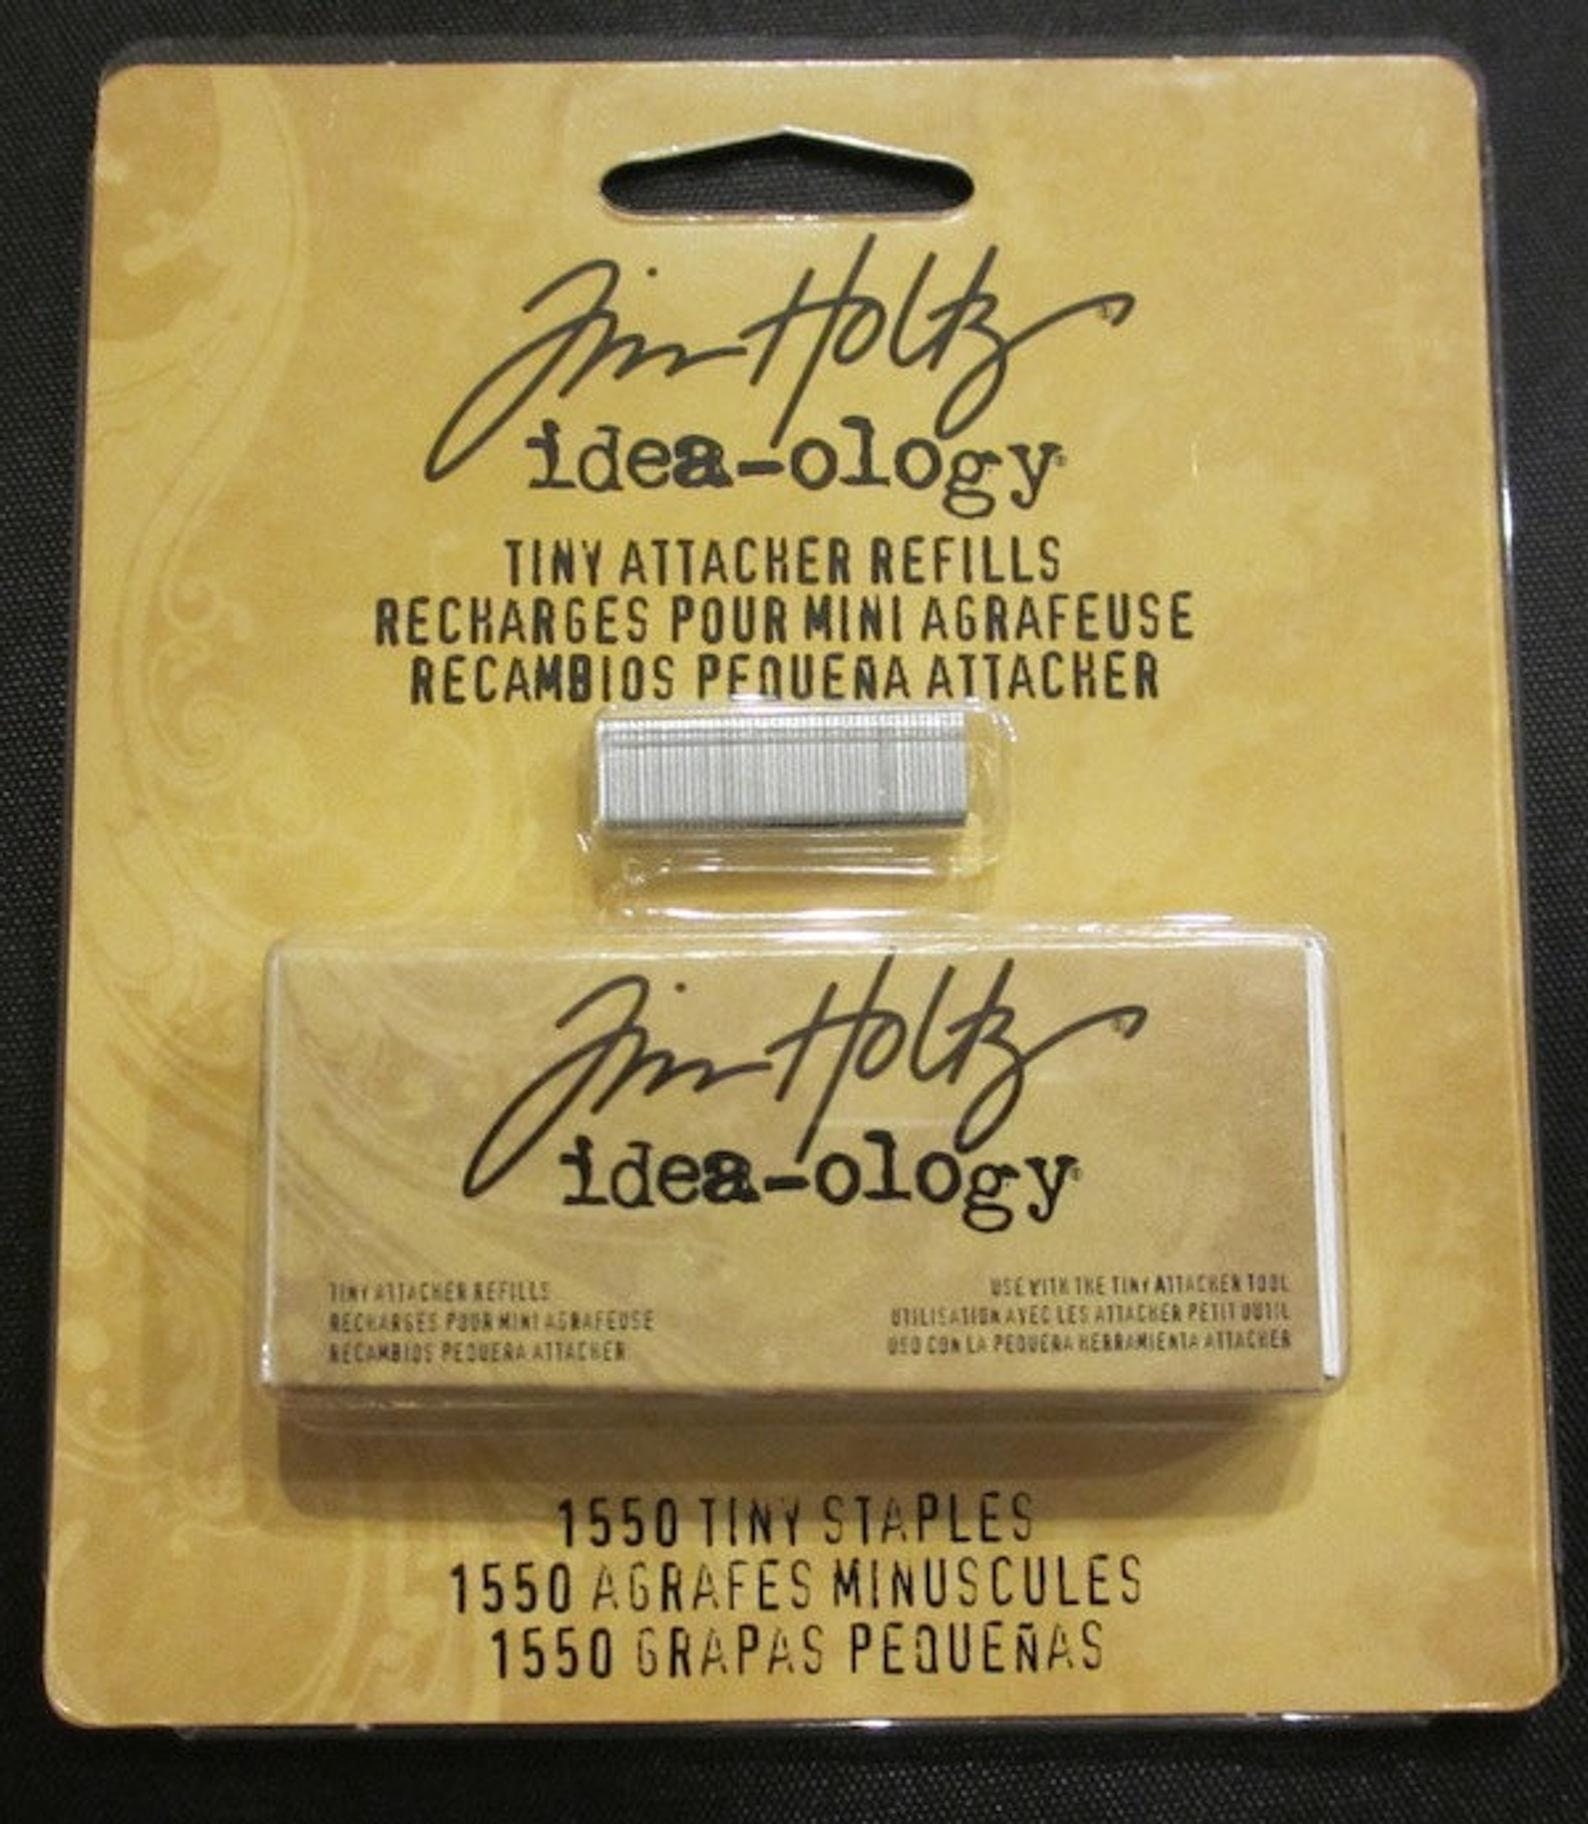 Tim Holtz®
idea-ology®
TINY ATTACHER REFILLS
RECHARGES POUR MINI AGRAFEUSE
RECAMBIOS PEQUEÑA ATTACHER
Tim Holtz®
idea-ology®
TINY ATTACHER REFILLS
RECHARGES POUR MINI AGRAFEUSE
RECAMBIOS PEQUEÑA ATTACHER
USE WITH THE TINY ATTACHER TOOL
UTILISATION AVEC LES ATTACHER PETIT OUTIL
USO CON LA PEQUEÑA HERRAMIENTA ATTACHER
1550 TINY STAPLES
1550 AGRAFES MINUSCULES
1550 GRAPAS PEQUEÑAS